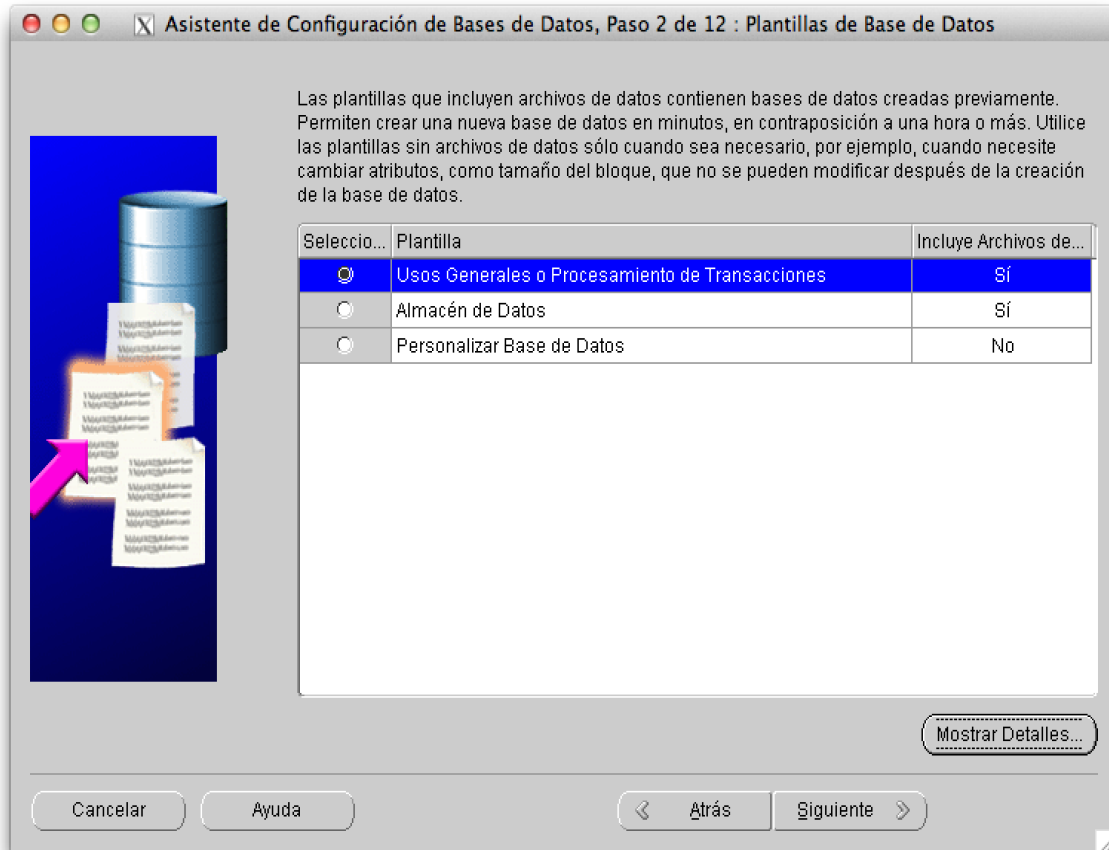 Asistente de Configuración de Bases de Datos, Paso 2 de 12 : Plantillas de Base de Datos
Las plantillas que incluyen archivos de datos contienen bases de datos creadas previamente.
Permiten crear una nueva base de datos en minutos, en contraposición a una hora o más. Utilice
las plantillas sin archivos de datos sólo cuando sea necesario, por ejemplo, cuando necesite
cambiar atributos, como tamaño del bloque, que no se pueden modificar después de la creación
de la base de datos.
Seleccio... Plantilla Incluye Archivos de...
Usos Generales o Procesamiento de Transacciones Sí
Almacén de Datos Sí
Personalizar Base de Datos No
Mostrar Detalles...
Cancelar Ayuda Atrás Siguiente